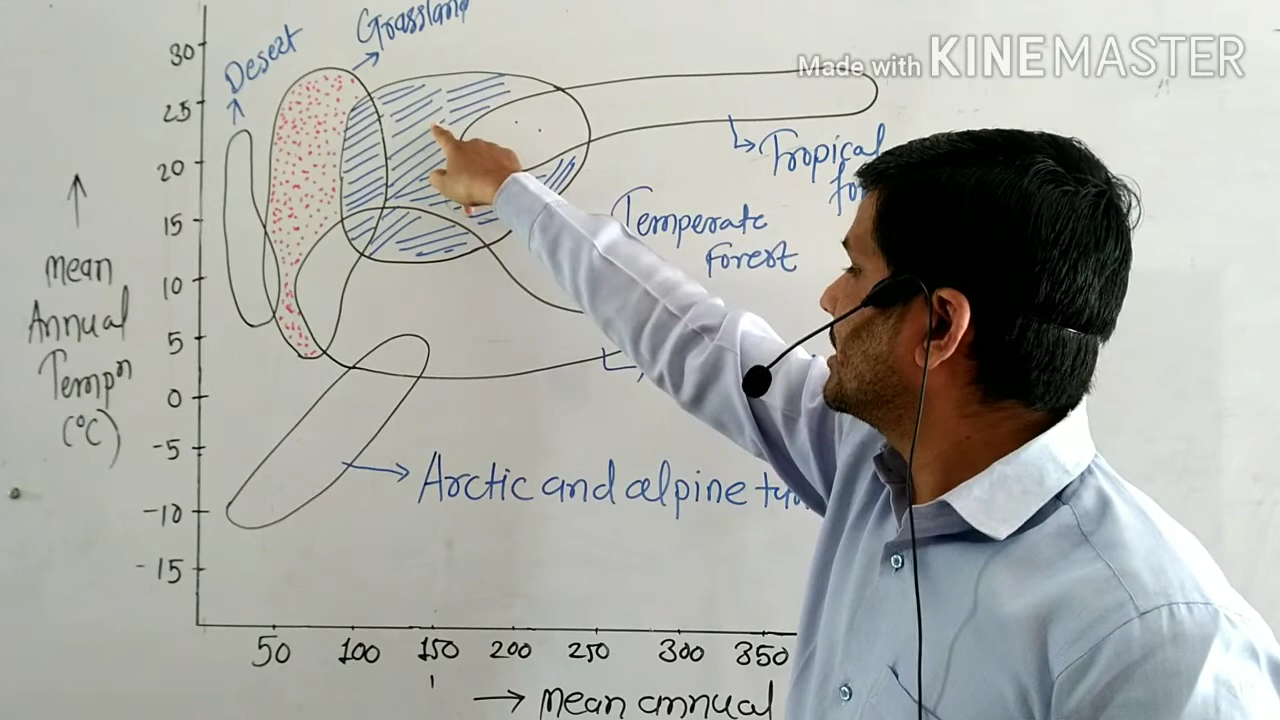 Made with KINEMASTER
Grassland
Desert
30
25
20
15
10
5
0
-5
-10
-15
Mean
Annual
Tempn
(°C)
Tropical
Temperate
forest
Arctic and alpine
50 100 150 200 250 300 350
Mean annual